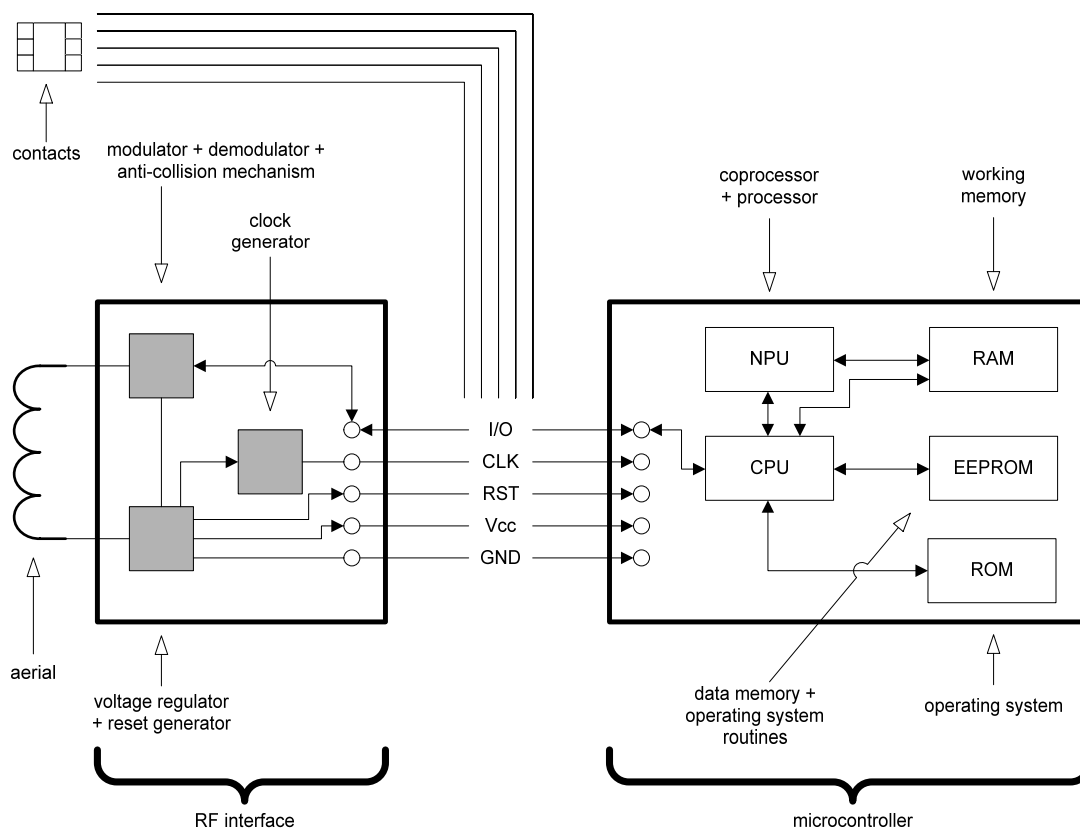 contacts
modulator + demodulator +
anti-collision mechanism
clock
generator
coprocessor
+ processor
working
memory
NPU
RAM
I/O
CLK
RST
Vcc
GND
CPU
EEPROM
ROM
aerial
voltage regulator
+ reset generator
data memory +
operating system
routines
operating system
RF interface
microcontroller